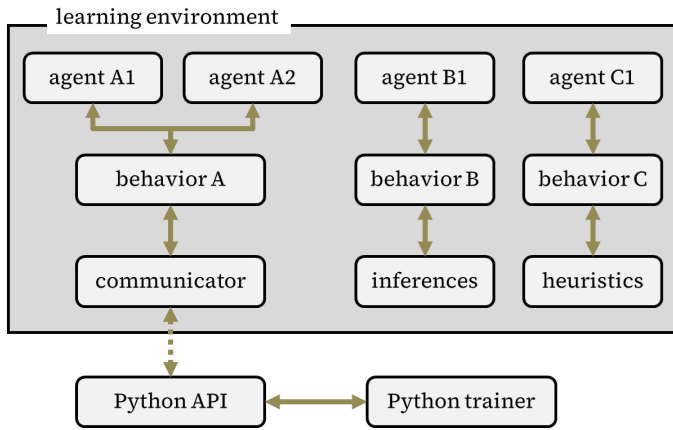 learning environment
agent A1
agent A2
agent B1
agent C1
behavior A
behavior B
behavior C
communicator
inferences
heuristics
Python API
Python trainer